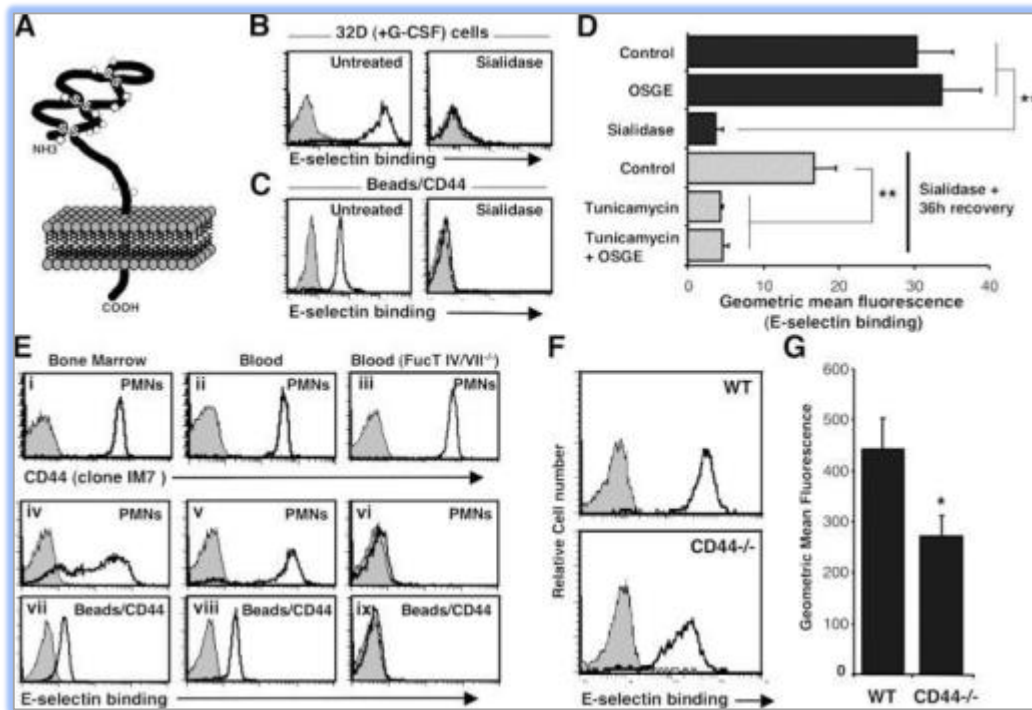 A
NH3
COOH
B
32D (+G-CSF) cells
Untreated
Sialidase
E-selectin binding
C
Beads/CD44
Untreated
Sialidase
E-selectin binding
D
Control
OSGE
Sialidase
Control
Tunicamycin
Tunicamycin
+ OSGE
**
**
Sialidase +
36h recovery
0 10 20 30 40
Geometric mean fluorescence
(E-selectin binding)
E
Bone Marrow
Blood
Blood (FucT IV/VII-/-)
i
PMNs
ii
PMNs
iii
PMNs
CD44 (clone IM7 )
iv
PMNs
v
PMNs
vi
PMNs
vii
Beads/CD44
viii
Beads/CD44
ix
Beads/CD44
E-selectin binding
F
WT
CD44-/-
Relative Cell number
E-selectin binding
G
Geometric Mean Fluorescence
600
500
400
300
200
100
0
*
WT CD44-/-